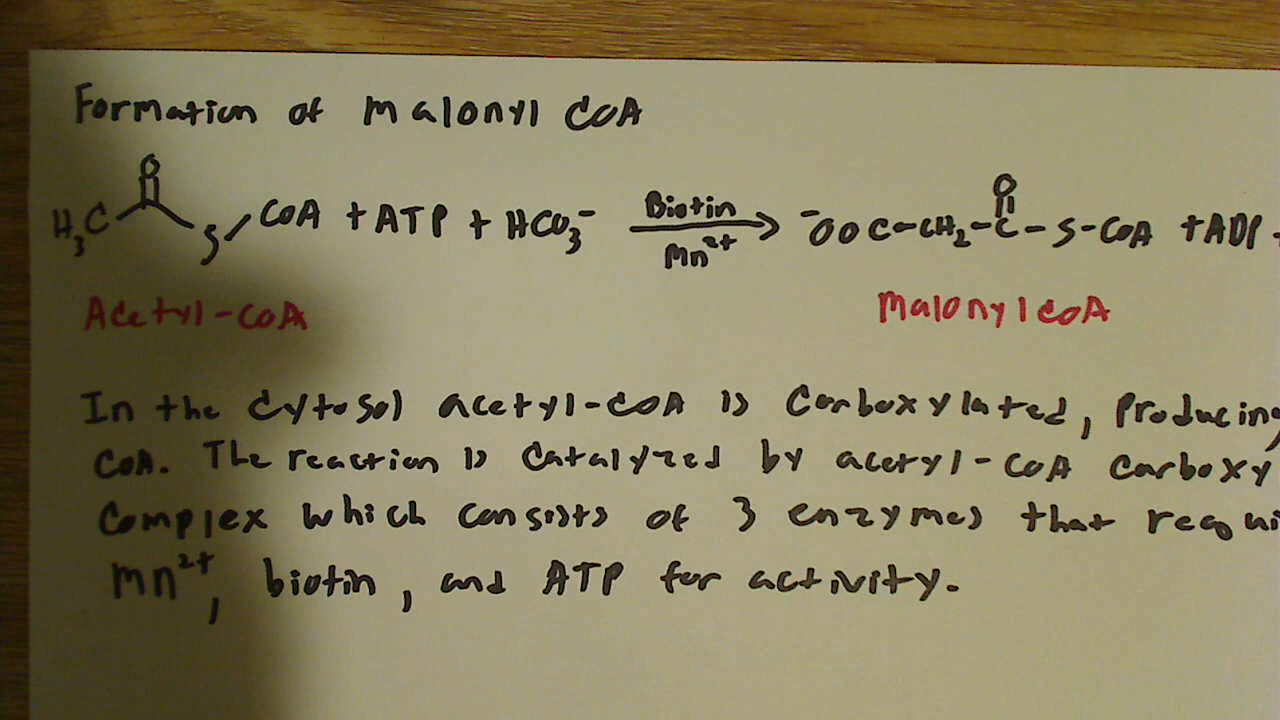 Formation of Malonyl CoA
O O
H₃C S CoA + ATP + HCO₃⁻ Biotin Mn²⁺ ⁻OOC-CH₂-C-S-CoA + ADP
Acetyl-CoA Malonyl CoA
In the Cytosol acetyl-CoA is Carboxylated, Producing
CoA. The reaction is Catalyzed by acetyl-CoA Carboxy
Complex which consists of 3 enzymes that requi
Mn²⁺, biotin, and ATP for activity.